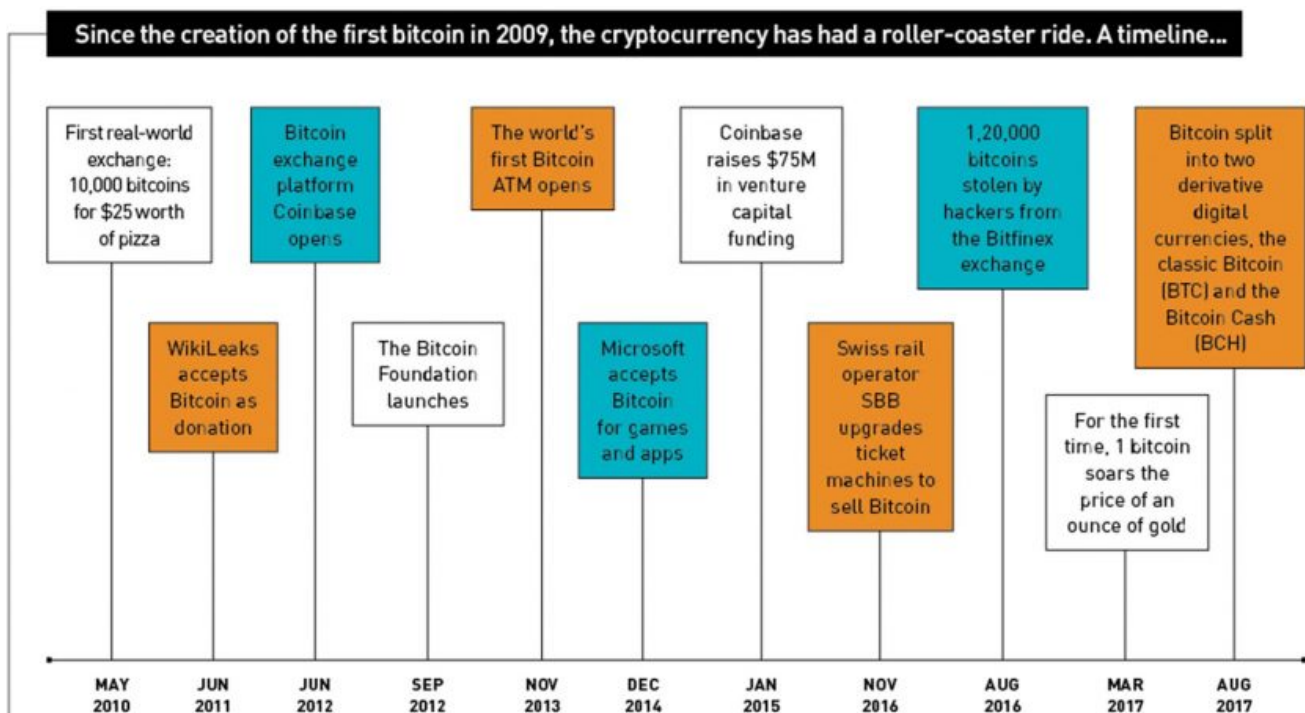 Since the creation of the first bitcoin in 2009, the cryptocurrency has had a roller-coaster ride. A timeline...
First real-world
exchange:
10,000 bitcoins
for $25 worth
of pizza
WikiLeaks
accepts
Bitcoin as
donation
Bitcoin
exchange
platform
Coinbase
opens
The Bitcoin
Foundation
launches
The world's
first Bitcoin
ATM opens
Microsoft
accepts
Bitcoin
for games
and apps
Coinbase
raises $75M
in venture
capital
funding
Swiss rail
operator
SBB
upgrades
ticket
machines to
sell Bitcoin
1,20,000
bitcoins
stolen by
hackers from
the Bitfinex
exchange
For the first
time, 1 bitcoin
soars the
price of an
ounce of gold
Bitcoin split
into two
derivative
digital
currencies, the
classic Bitcoin
(BTC) and the
Bitcoin Cash
(BCH)
MAY
2010
JUN
2011
JUN
2012
SEP
2012
NOV
2013
DEC
2014
JAN
2015
NOV
2016
AUG
2016
MAR
2017
AUG
2017